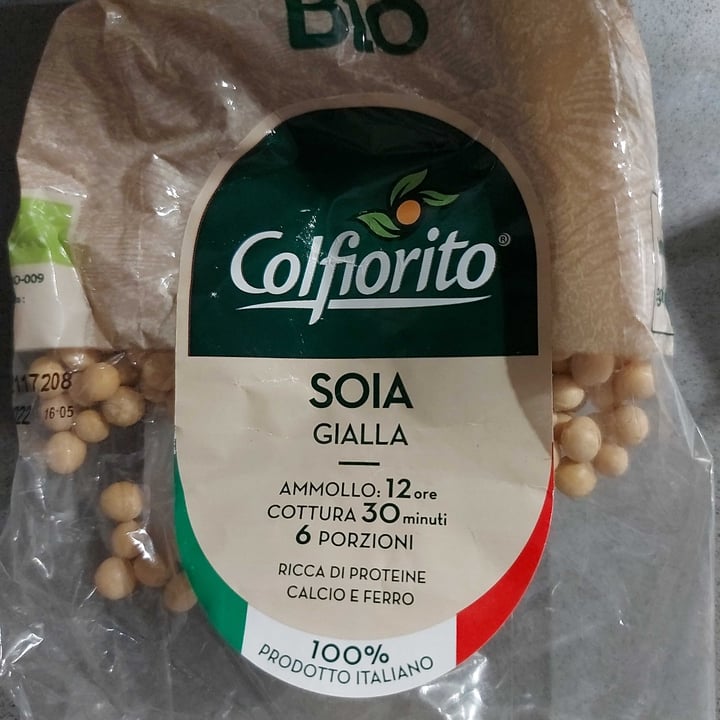 Bio
Colfiorito®
SOIA
GIALLA
AMMOLLO: 12 ore
COTTURA 30 minuti
6 PORZIONI
RICCA DI PROTEINE
CALCIO E FERRO
100%
PRODOTTO ITALIANO
-009
117208
16:05